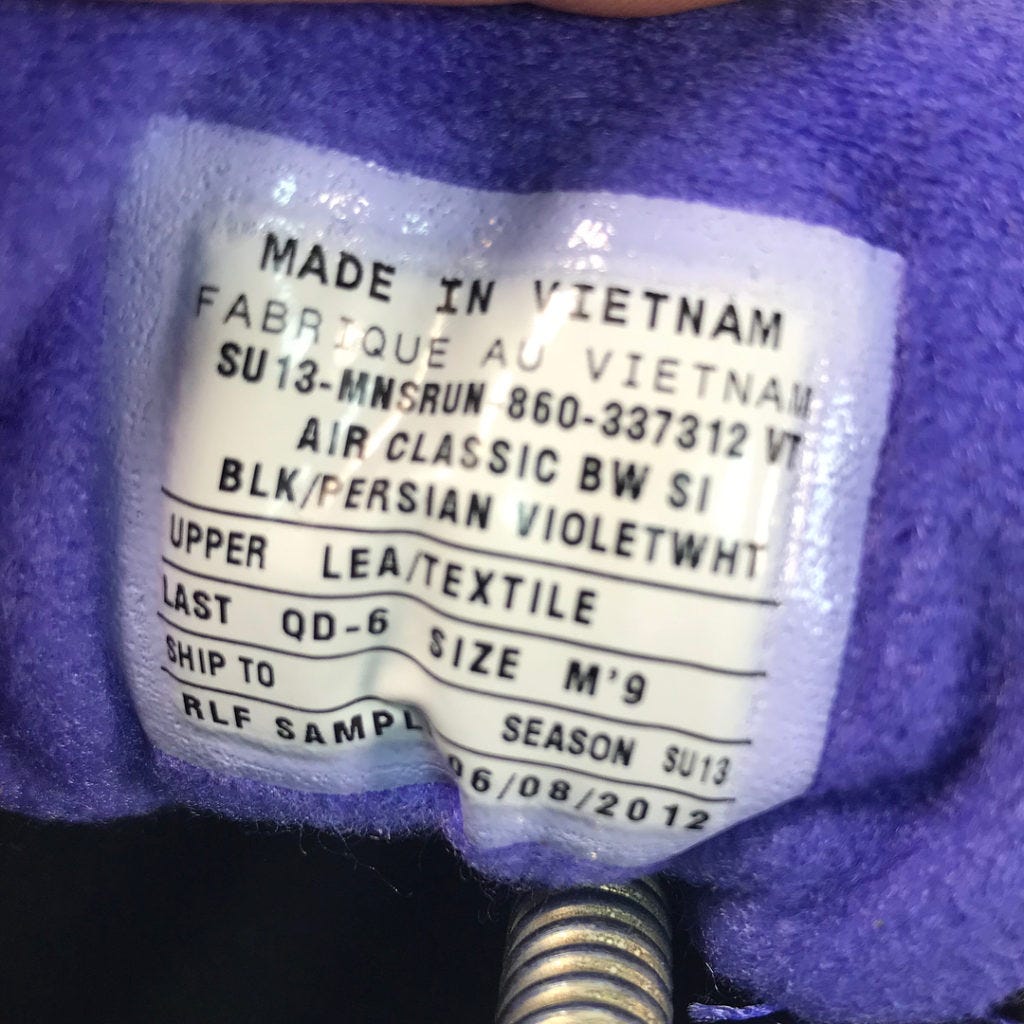 MADE IN VIETNAM
FABRIQUE AU VIETNAM
SU13-MNSRUN 860-337312 VT
AIR CLASSIC BW SI
BLK/PERSIAN VIOLETWHT
UPPER LEA/TEXTILE
LAST QD-6 SIZE M'9
SHIP TO SEASON SU13
RLF SAMPL 06/08/2012